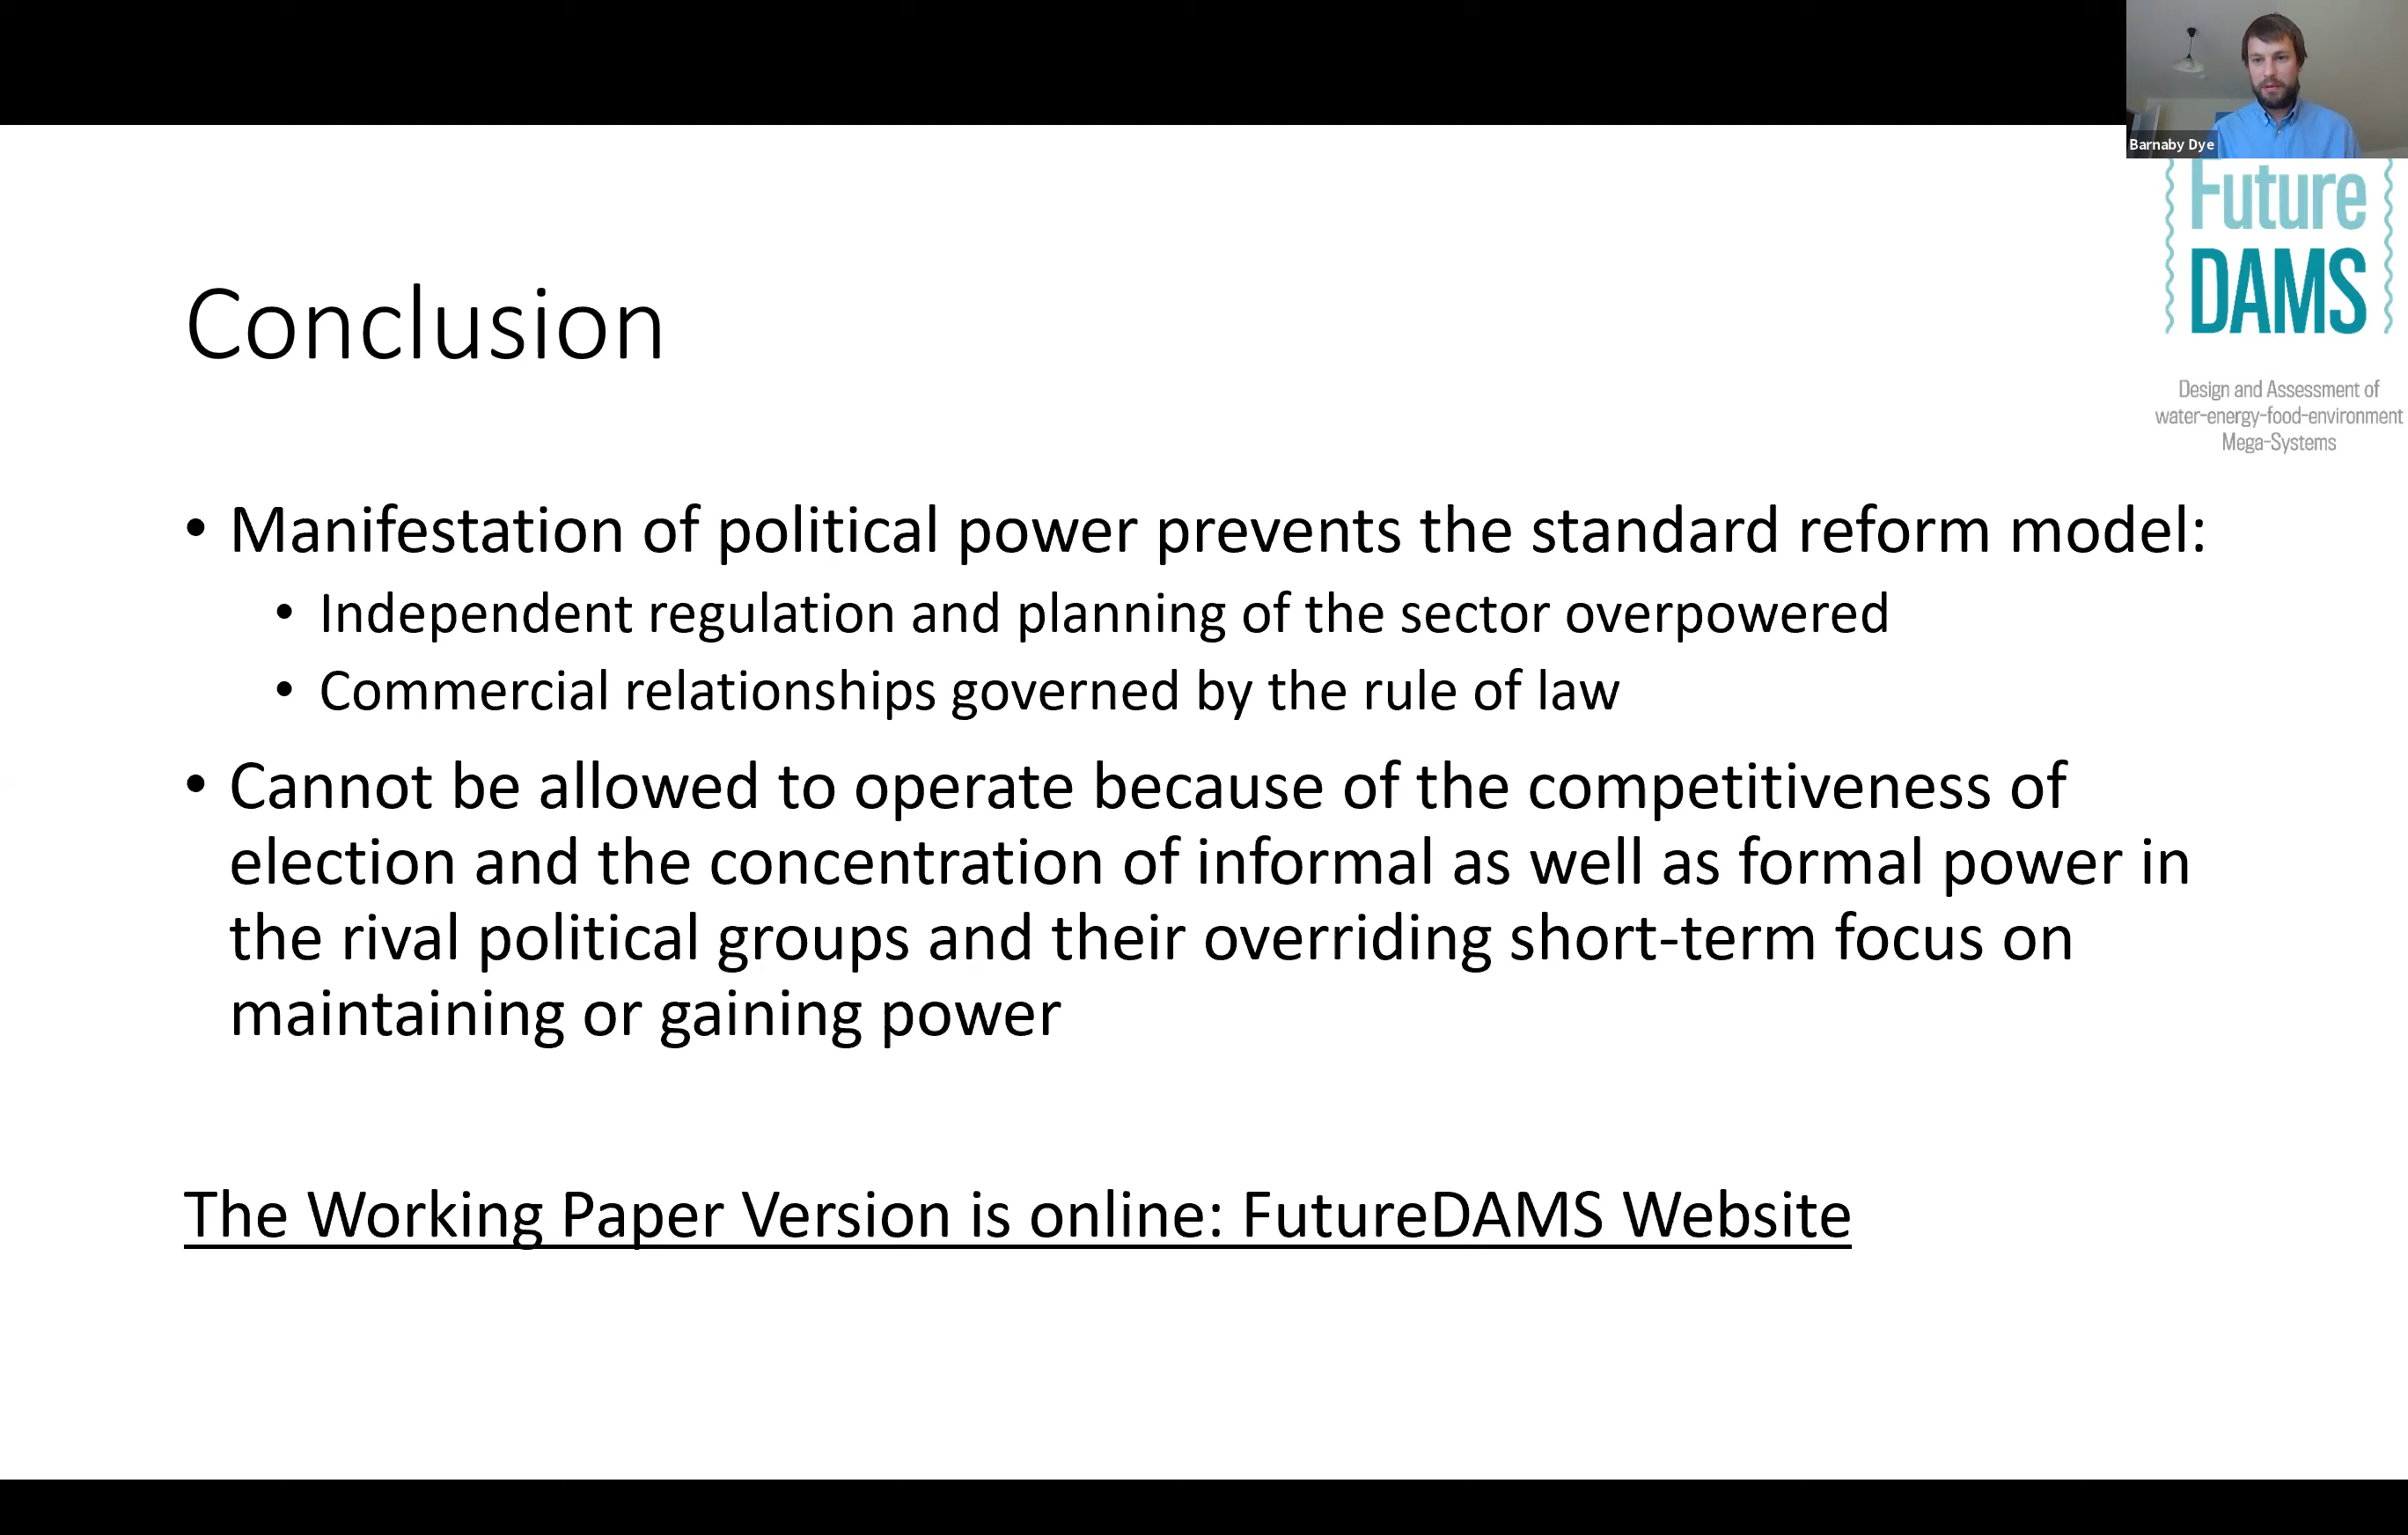 Barnaby Dye
Future
DAMS
Design and Assessment of
water-energy-food-environment
Mega-Systems
Conclusion
• Manifestation of political power prevents the standard reform model:
• Independent regulation and planning of the sector overpowered
• Commercial relationships governed by the rule of law
• Cannot be allowed to operate because of the competitiveness of
election and the concentration of informal as well as formal power in
the rival political groups and their overriding short-term focus on
maintaining or gaining power
The Working Paper Version is online: FutureDAMS Website